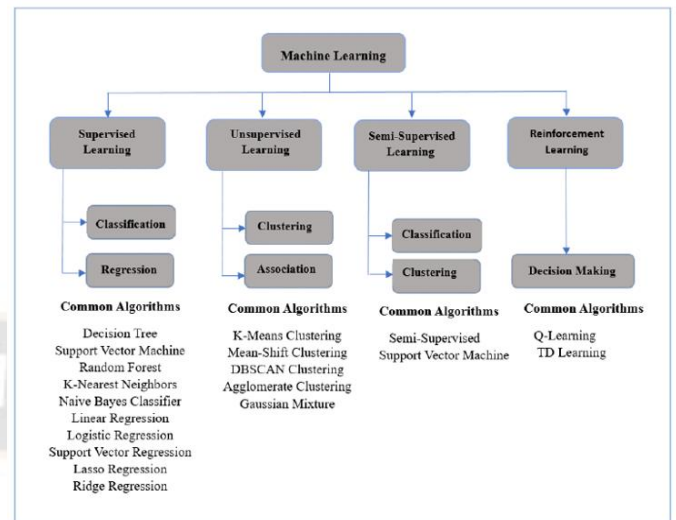 Machine Learning
Supervised
Learning
Classification
Regression
Common Algorithms
Decision Tree
Support Vector Machine
Random Forest
K-Nearest Neighbors
Naive Bayes Classifier
Linear Regression
Logistic Regression
Support Vector Regression
Lasso Regression
Ridge Regression
Unsupervised
Learning
Clustering
Association
Common Algorithms
K-Means Clustering
Mean-Shift Clustering
DBSCAN Clustering
Agglomerate Clustering
Gaussian Mixture
Semi-Supervised
Learning
Classification
Clustering
Common Algorithms
Semi-Supervised
Support Vector Machine
Reinforcement
Learning
Decision Making
Common Algorithms
Q-Learning
TD Learning